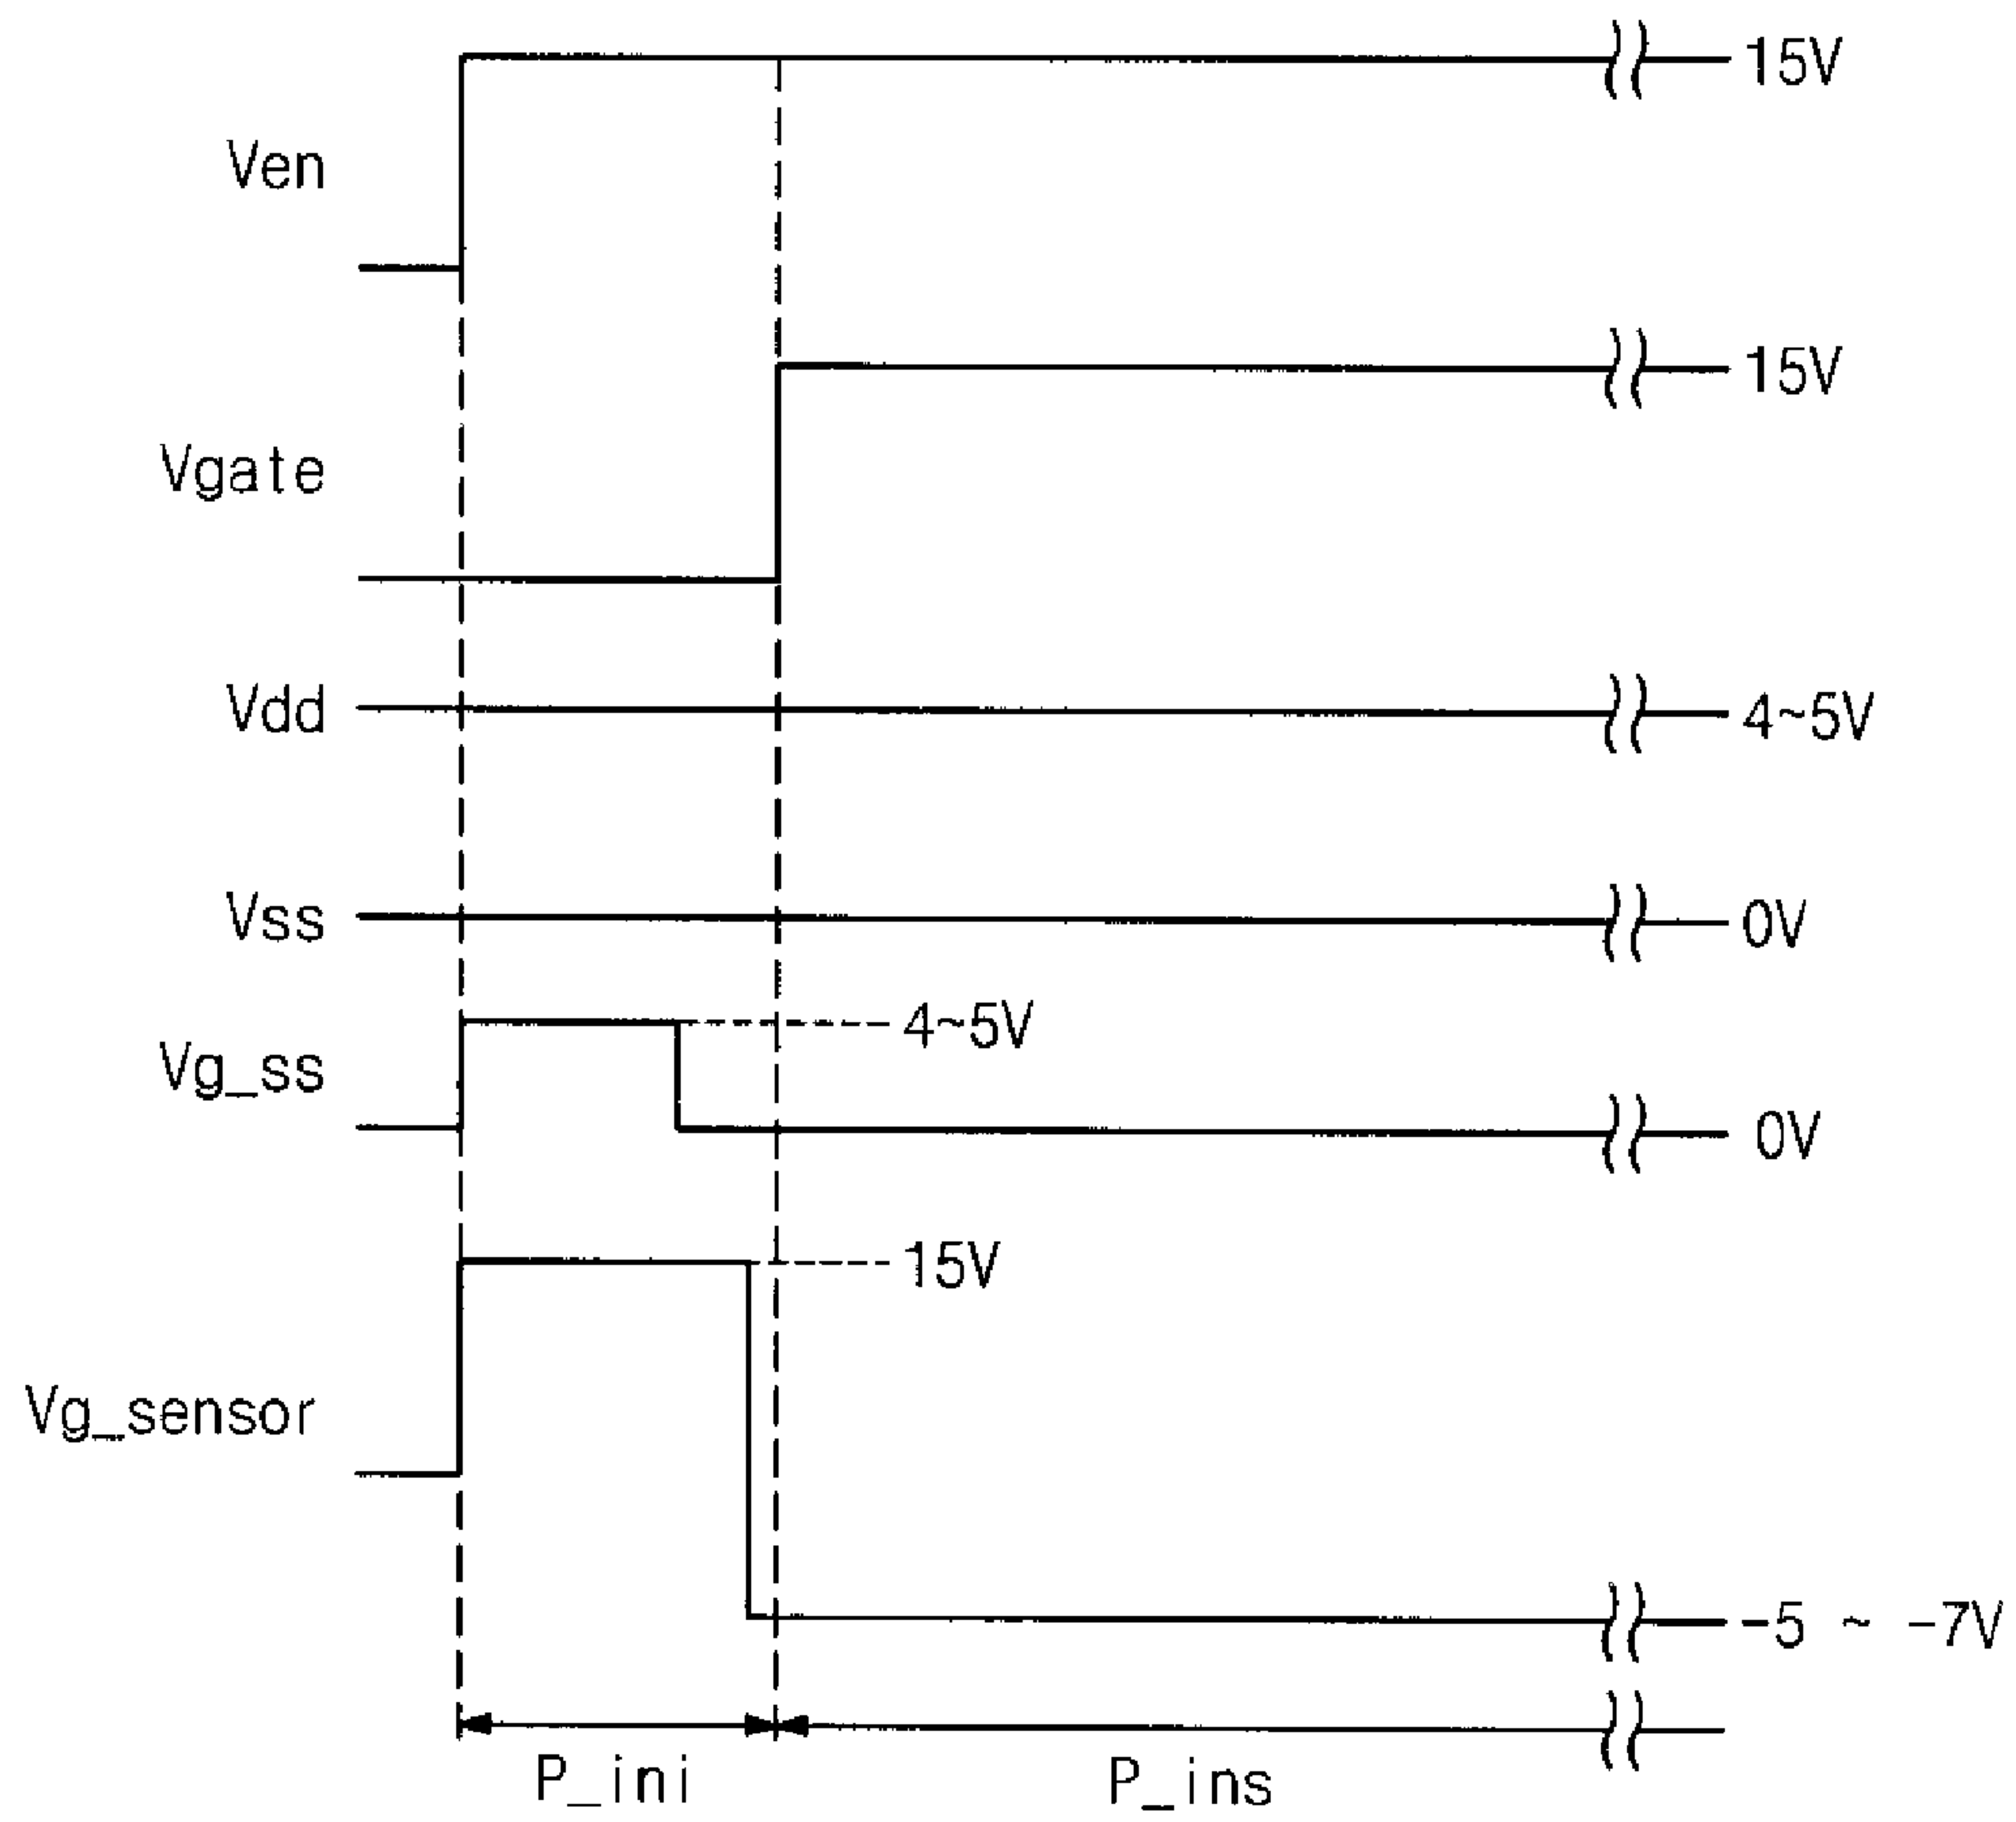 15V
Ven
15V
Vgate
Vdd
4~5V
Vss
0V
4~5V
Vg_ss
0V
15V
Vg_sensor
-5 ~ -7V
P_ini
P_ins